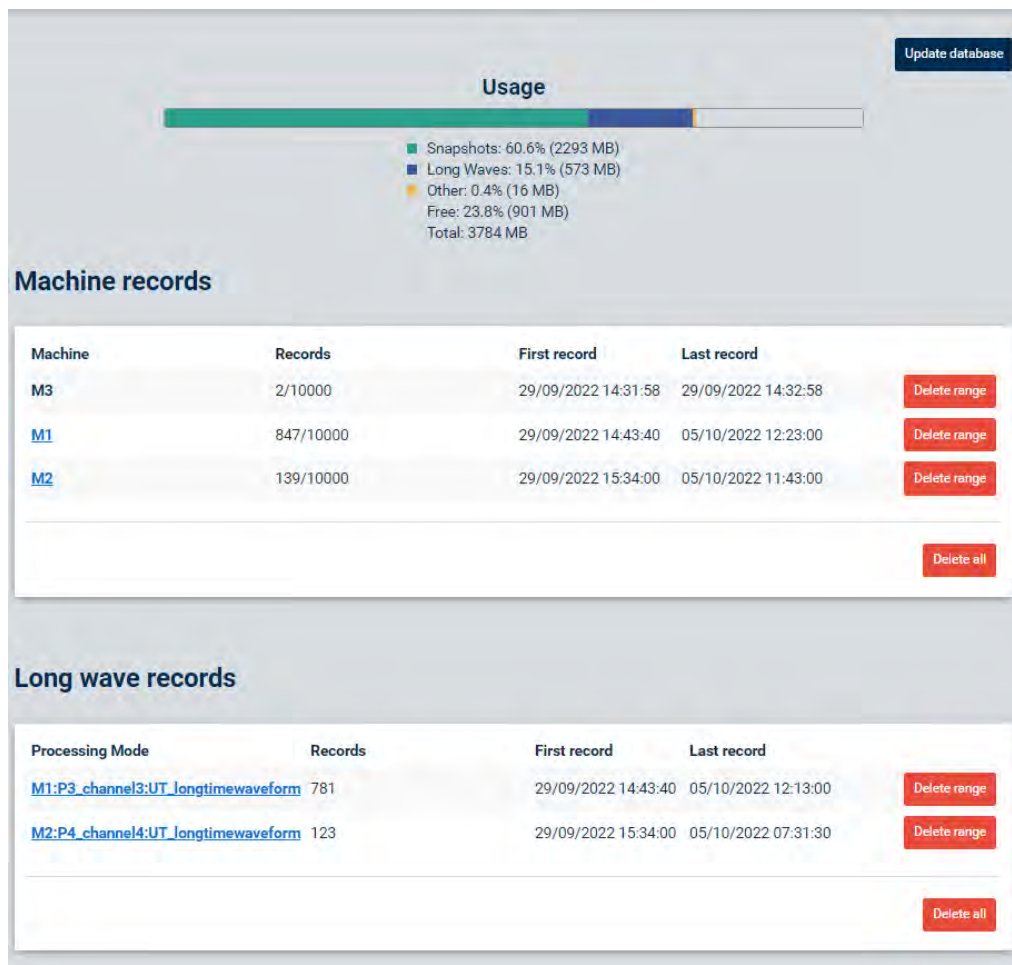 Update database
Usage
Snapshots: 60.6% (2293 MB)
Long Waves: 15.1% (573 MB)
Other: 0.4% (16 MB)
Free: 23.8% (901 MB)
Total: 3784 MB
Machine records
Machine Records First record Last record
M3 2/10000 29/09/2022 14:31:58 29/09/2022 14:32:58 Delete range
M1 847/10000 29/09/2022 14:43:40 05/10/2022 12:23:00 Delete range
M2 139/10000 29/09/2022 15:34:00 05/10/2022 11:43:00 Delete range
Delete all
Long wave records
Processing Mode Records First record Last record
M1:P3_channel3:UT_longtimewaveform 781 29/09/2022 14:43:40 05/10/2022 12:13:00 Delete range
M2:P4_channel4:UT_longtimewaveform 123 29/09/2022 15:34:00 05/10/2022 07:31:30 Delete range
Delete all